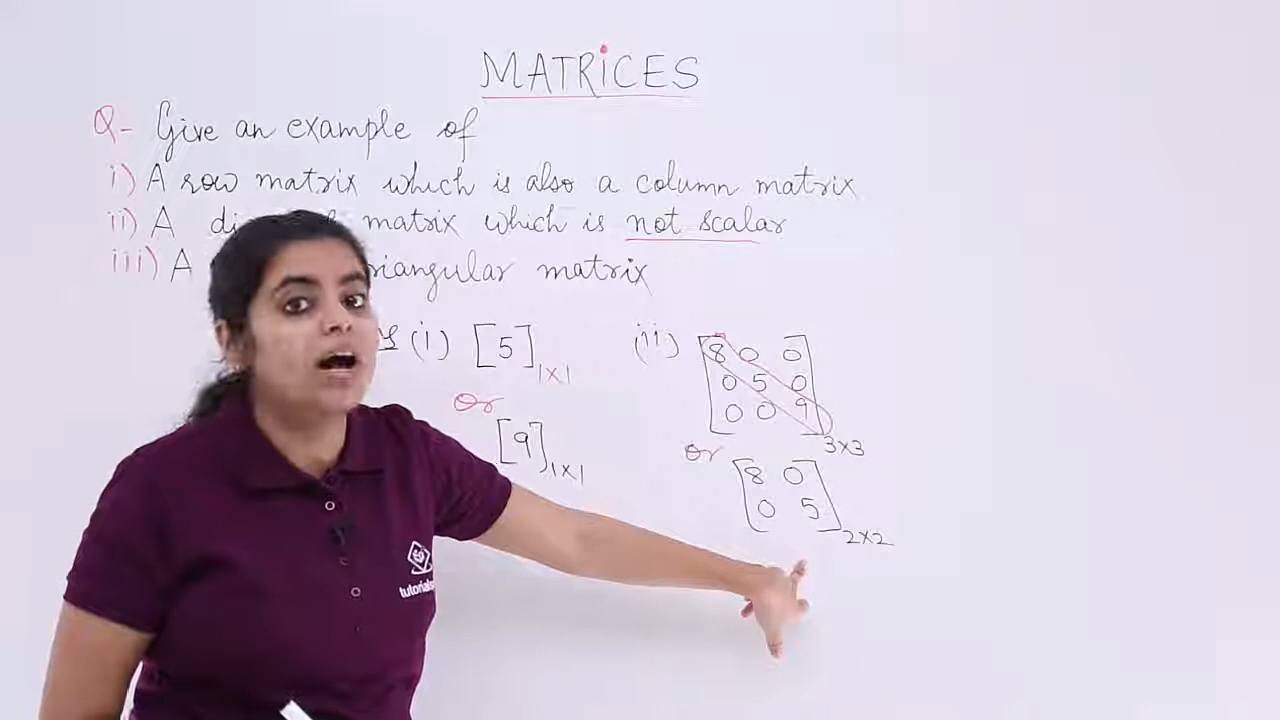 MATRiCES
Q- Give an example of
i) A row matrix which is also a column matrix
ii) A matrix which is not scalar
iii) A riangular matrix
(i) [5] 1x1
or
[9] 1x1
(ii) [8 0 0
0 5 0
0 0 9] 3x3
or
[8 0
0 5] 2x2
tutorials